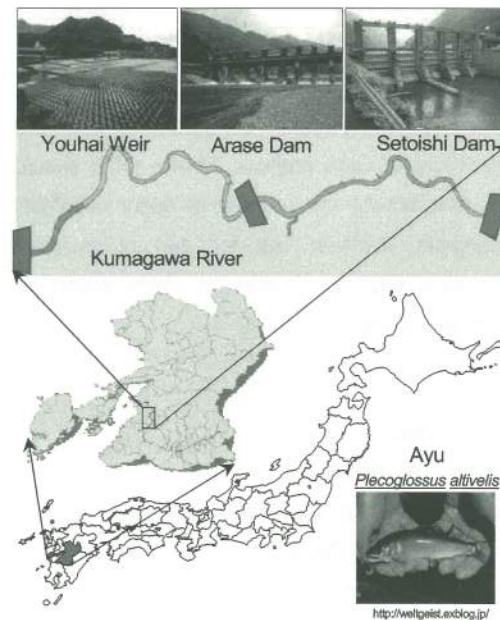 Youhai Weir
Arase Dam
Setoishi Dam
Kumagawa River
Ayu
Plecoglossus altivelis
http://weltgeist.exblog.jp/